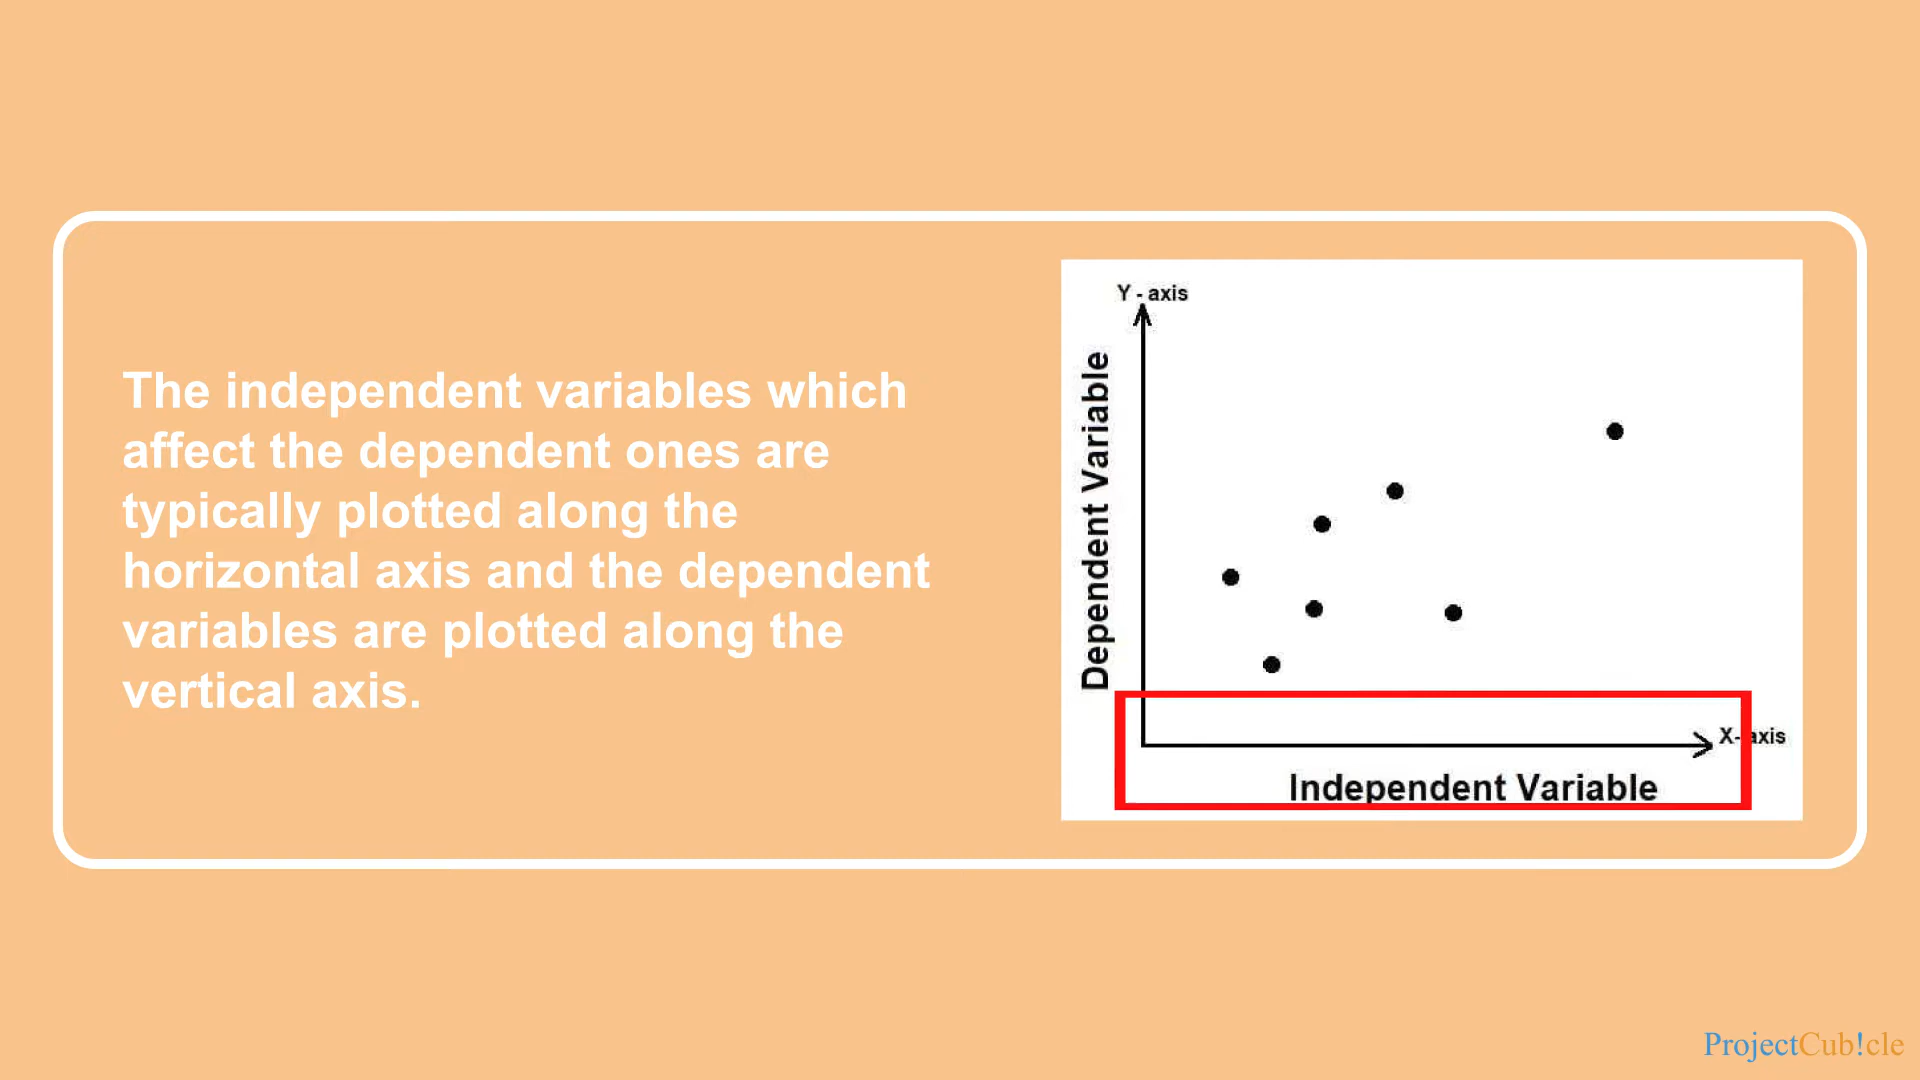 The independent variables which
affect the dependent ones are
typically plotted along the
horizontal axis and the dependent
variables are plotted along the
vertical axis.
Y - axis
Dependent Variable
X- axis
Independent Variable
ProjectCub!cle